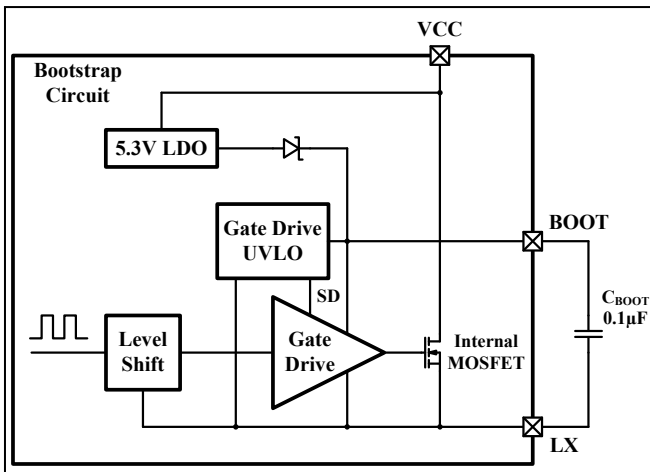 VCC
Bootstrap
Circuit
5.3V LDO
Gate Drive
UVLO
BOOT
SD
CBOOT
0.1µF
Level
Shift
Gate
Drive
Internal
MOSFET
LX